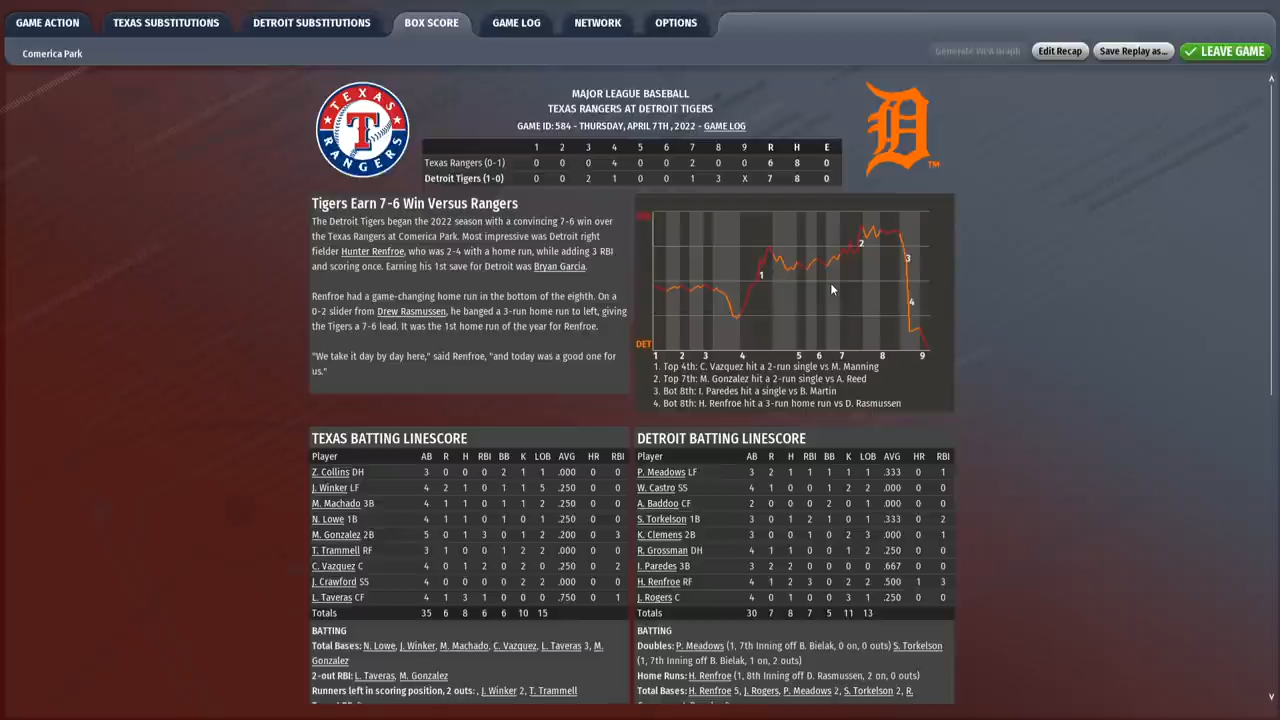 GAME ACTION TEXAS SUBSTITUTIONS DETROIT SUBSTITUTIONS BOX SCORE GAME LOG NETWORK OPTIONS
Comerica Park Generate WPA Graph Edit Recap Save Replay as... LEAVE GAME
TEXAS RANGERS T
MAJOR LEAGUE BASEBALL
TEXAS RANGERS AT DETROIT TIGERS
GAME ID: 584 - THURSDAY, APRIL 7TH, 2022 - GAME LOG
D
TM
1 2 3 4 5 6 7 8 9 R H E
Texas Rangers (0-1) 0 0 0 4 0 0 2 0 0 6 8 0
Detroit Tigers (1-0) 0 0 2 1 0 0 1 3 X 7 8 0
Tigers Earn 7-6 Win Versus Rangers
The Detroit Tigers began the 2022 season with a convincing 7-6 win over
the Texas Rangers at Comerica Park. Most impressive was Detroit right
fielder Hunter Renfroe, who was 2-4 with a home run, while adding 3 RBI
and scoring once. Earning his 1st save for Detroit was Bryan Garcia.
Renfroe had a game-changing home run in the bottom of the eighth. On a
0-2 slider from Drew Rasmussen, he banged a 3-run home run to left, giving
the Tigers a 7-6 lead. It was the 1st home run of the year for Renfroe.
"We take it day by day here," said Renfroe, "and today was a good one for
us."
1 2 3 4
DET
1 2 3 4 5 6 7 8 9
1. Top 4th: C. Vazquez hit a 2-run single vs M. Manning
2. Top 7th: M. Gonzalez hit a 2-run single vs A. Reed
3. Bot 8th: I. Paredes hit a single vs B. Martin
4. Bot 8th: H. Renfroe hit a 3-run home run vs D. Rasmussen
TEXAS BATTING LINESCORE
Player AB R H RBI BB K LOB AVG HR RBI
Z. Collins DH 3 0 0 0 2 1 1 .000 0 0
J. Winker LF 4 2 1 0 1 1 5 .250 0 0
M. Machado 3B 4 1 1 0 1 1 2 .250 0 0
N. Lowe 1B 4 1 1 0 1 0 1 .250 0 0
M. Gonzalez 2B 5 0 1 3 0 1 2 .200 0 3
T. Trammell RF 3 1 0 0 1 2 2 .000 0 0
C. Vazquez C 4 0 1 2 0 2 0 .250 0 2
J. Crawford SS 4 0 0 0 0 2 2 .000 0 0
L. Taveras CF 4 1 3 1 0 0 0 .750 0 1
Totals 35 6 8 6 6 10 15
BATTING
Total Bases: N. Lowe, J. Winker, M. Machado, C. Vazquez, L. Taveras 3, M.
Gonzalez
2-out RBI: L. Taveras, M. Gonzalez
Runners left in scoring position, 2 outs: , J. Winker 2, T. Trammell
DETROIT BATTING LINESCORE
Player AB R H RBI BB K LOB AVG HR RBI
P. Meadows LF 3 2 1 1 1 1 1 .333 0 1
W. Castro SS 4 1 0 0 1 2 2 .000 0 0
A. Baddoo CF 2 0 0 0 2 0 1 .000 0 0
S. Torkelson 1B 3 0 1 2 1 0 1 .333 0 2
K. Clemens 2B 3 0 0 1 0 2 3 .000 0 1
R. Grossman DH 4 1 1 0 0 1 2 .250 0 0
I. Paredes 3B 3 2 2 0 0 0 0 .667 0 0
H. Renfroe RF 4 1 2 3 0 2 2 .500 1 3
J. Rogers C 4 0 1 0 0 3 1 .250 0 0
Totals 30 7 8 7 5 11 13
BATTING
Doubles: P. Meadows (1, 7th Inning off B. Bielak, 0 on, 0 outs) S. Torkelson
(1, 7th Inning off B. Bielak, 1 on, 2 outs)
Home Runs: H. Renfroe (1, 8th Inning off D. Rasmussen, 2 on, 0 outs)
Total Bases: H. Renfroe 5, J. Rogers, P. Meadows 2, S. Torkelson 2, R.